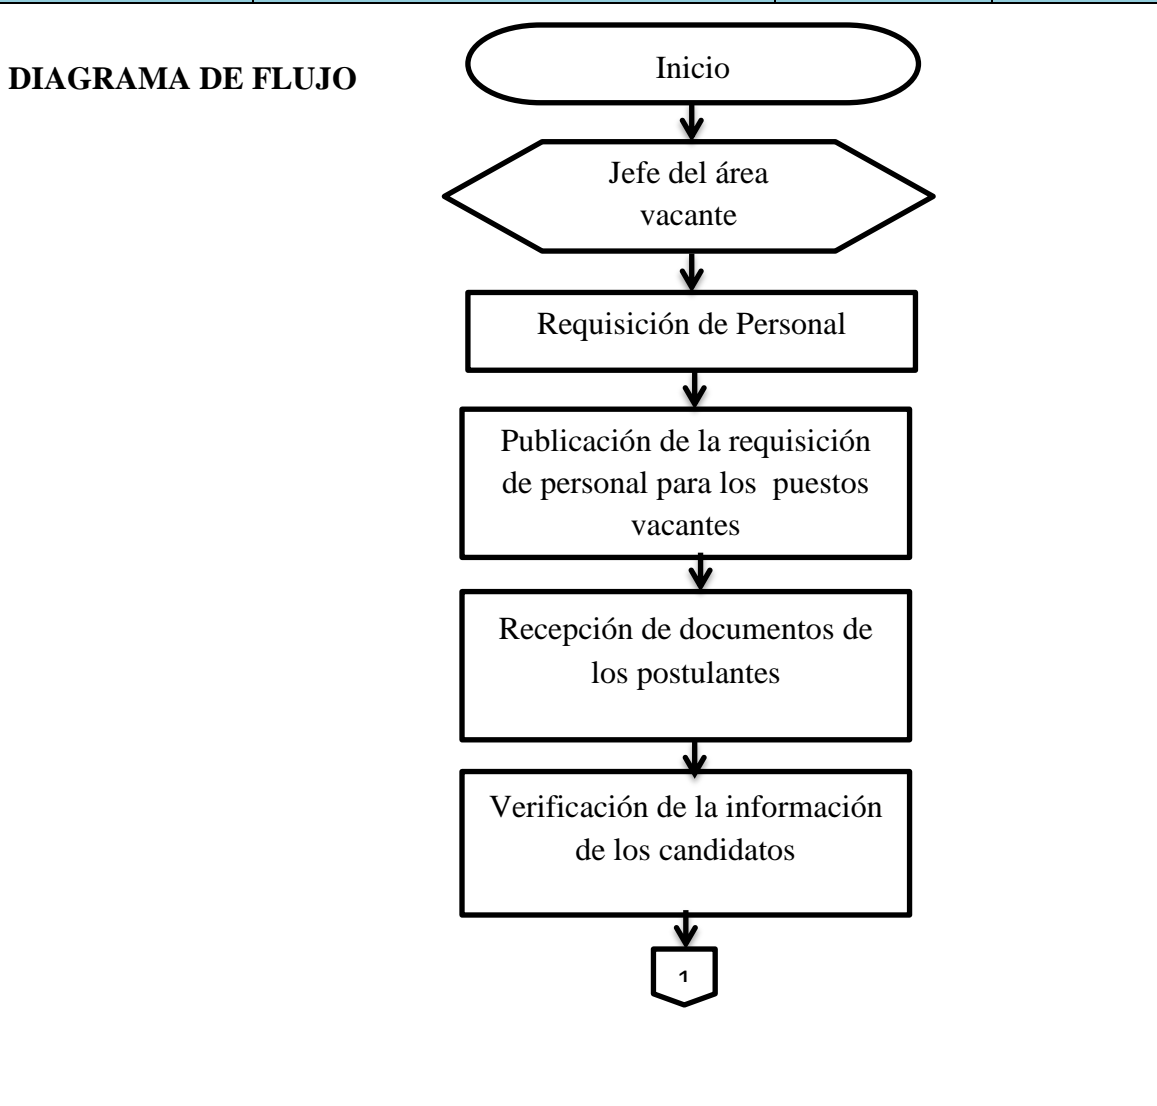 DIAGRAMA DE FLUJO
Inicio
Jefe del área
vacante
Requisición de Personal
Publicación de la requisición
de personal para los puestos
vacantes
Recepción de documentos de
los postulantes
Verificación de la información
de los candidatos
1